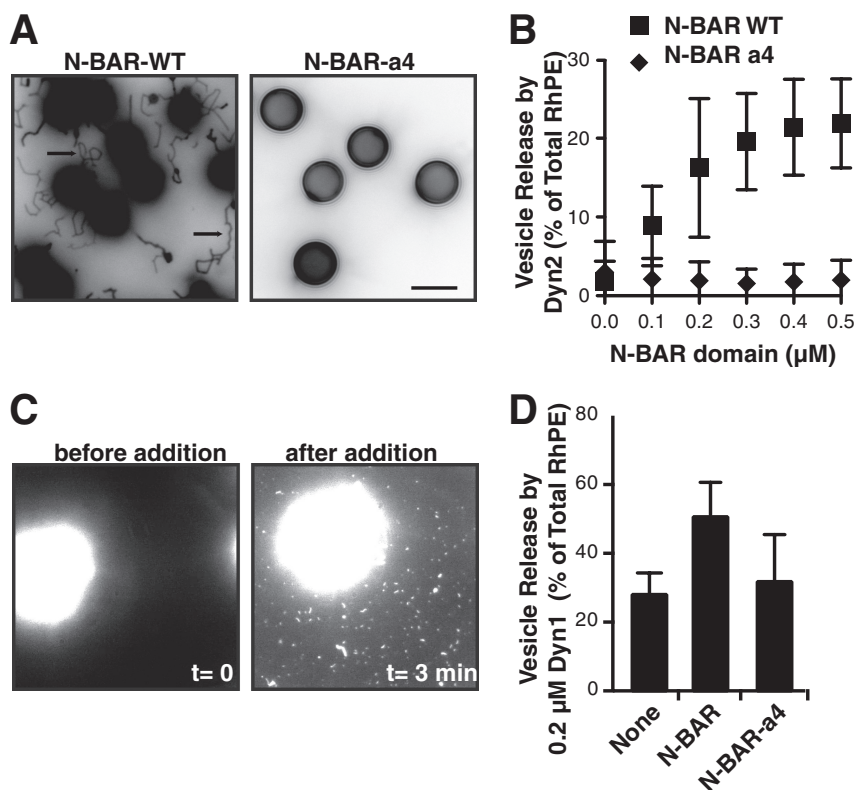 A
N-BAR-WT
N-BAR-a4
B
N-BAR WT
N-BAR a4
Vesicle Release by
Dyn2 (% of Total RhPE)
30
20
10
0
0.0 0.1 0.2 0.3 0.4 0.5
N-BAR domain (µM)
C
before addition
after addition
t= 0
t= 3 min
D
Vesicle Release by
0.2 µM Dyn1 (% of Total RhPE)
80
60
40
20
0
None
N-BAR
N-BAR-a4